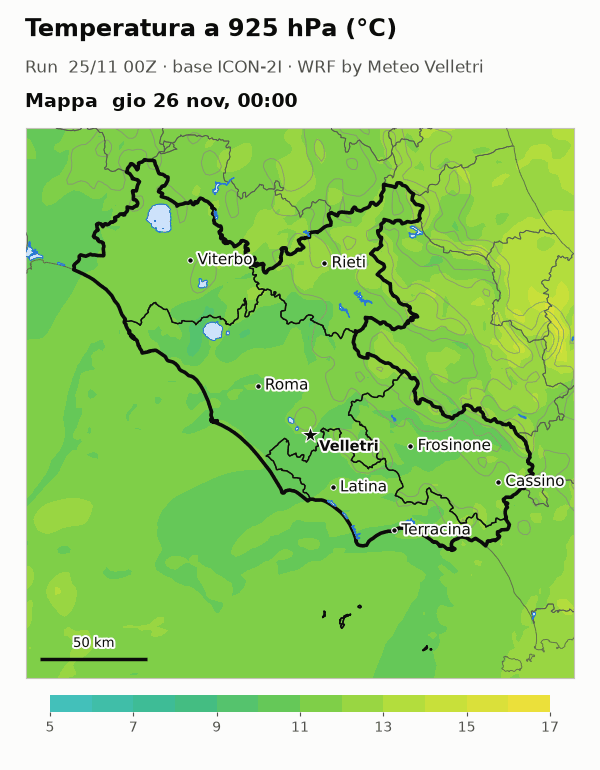 Temperatura a 925 hPa (°C)
Run  25/11 00Z · base ICON-2I · WRF by Meteo Velletri
Mappa  gio 26 nov, 00:00
Viterbo
Rieti
Roma
Velletri
Frosinone
Latina
Cassino
Terracina
50 km
5 7 9 11 13 15 17